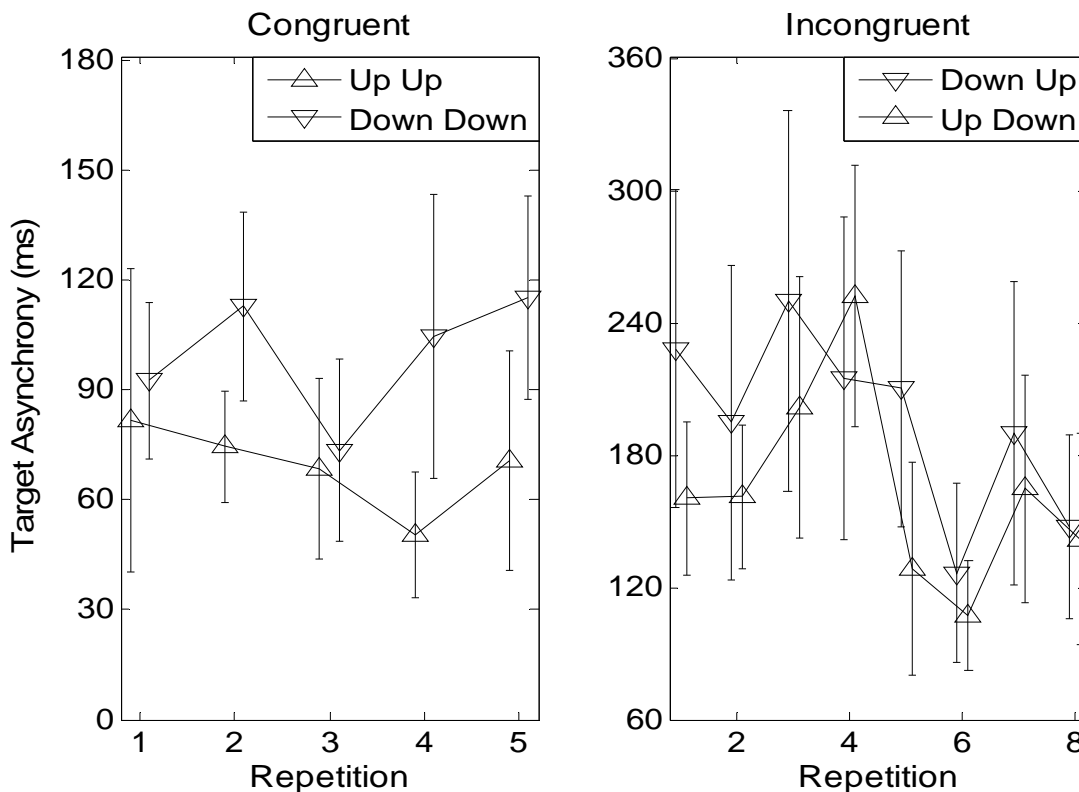 Congruent
Up Up
Down Down
Target Asynchrony (ms)
180
150
120
90
60
30
0
1 2 3 4 5
Repetition
Incongruent
Down Up
Up Down
360
300
240
180
120
60
2 4 6 8
Repetition